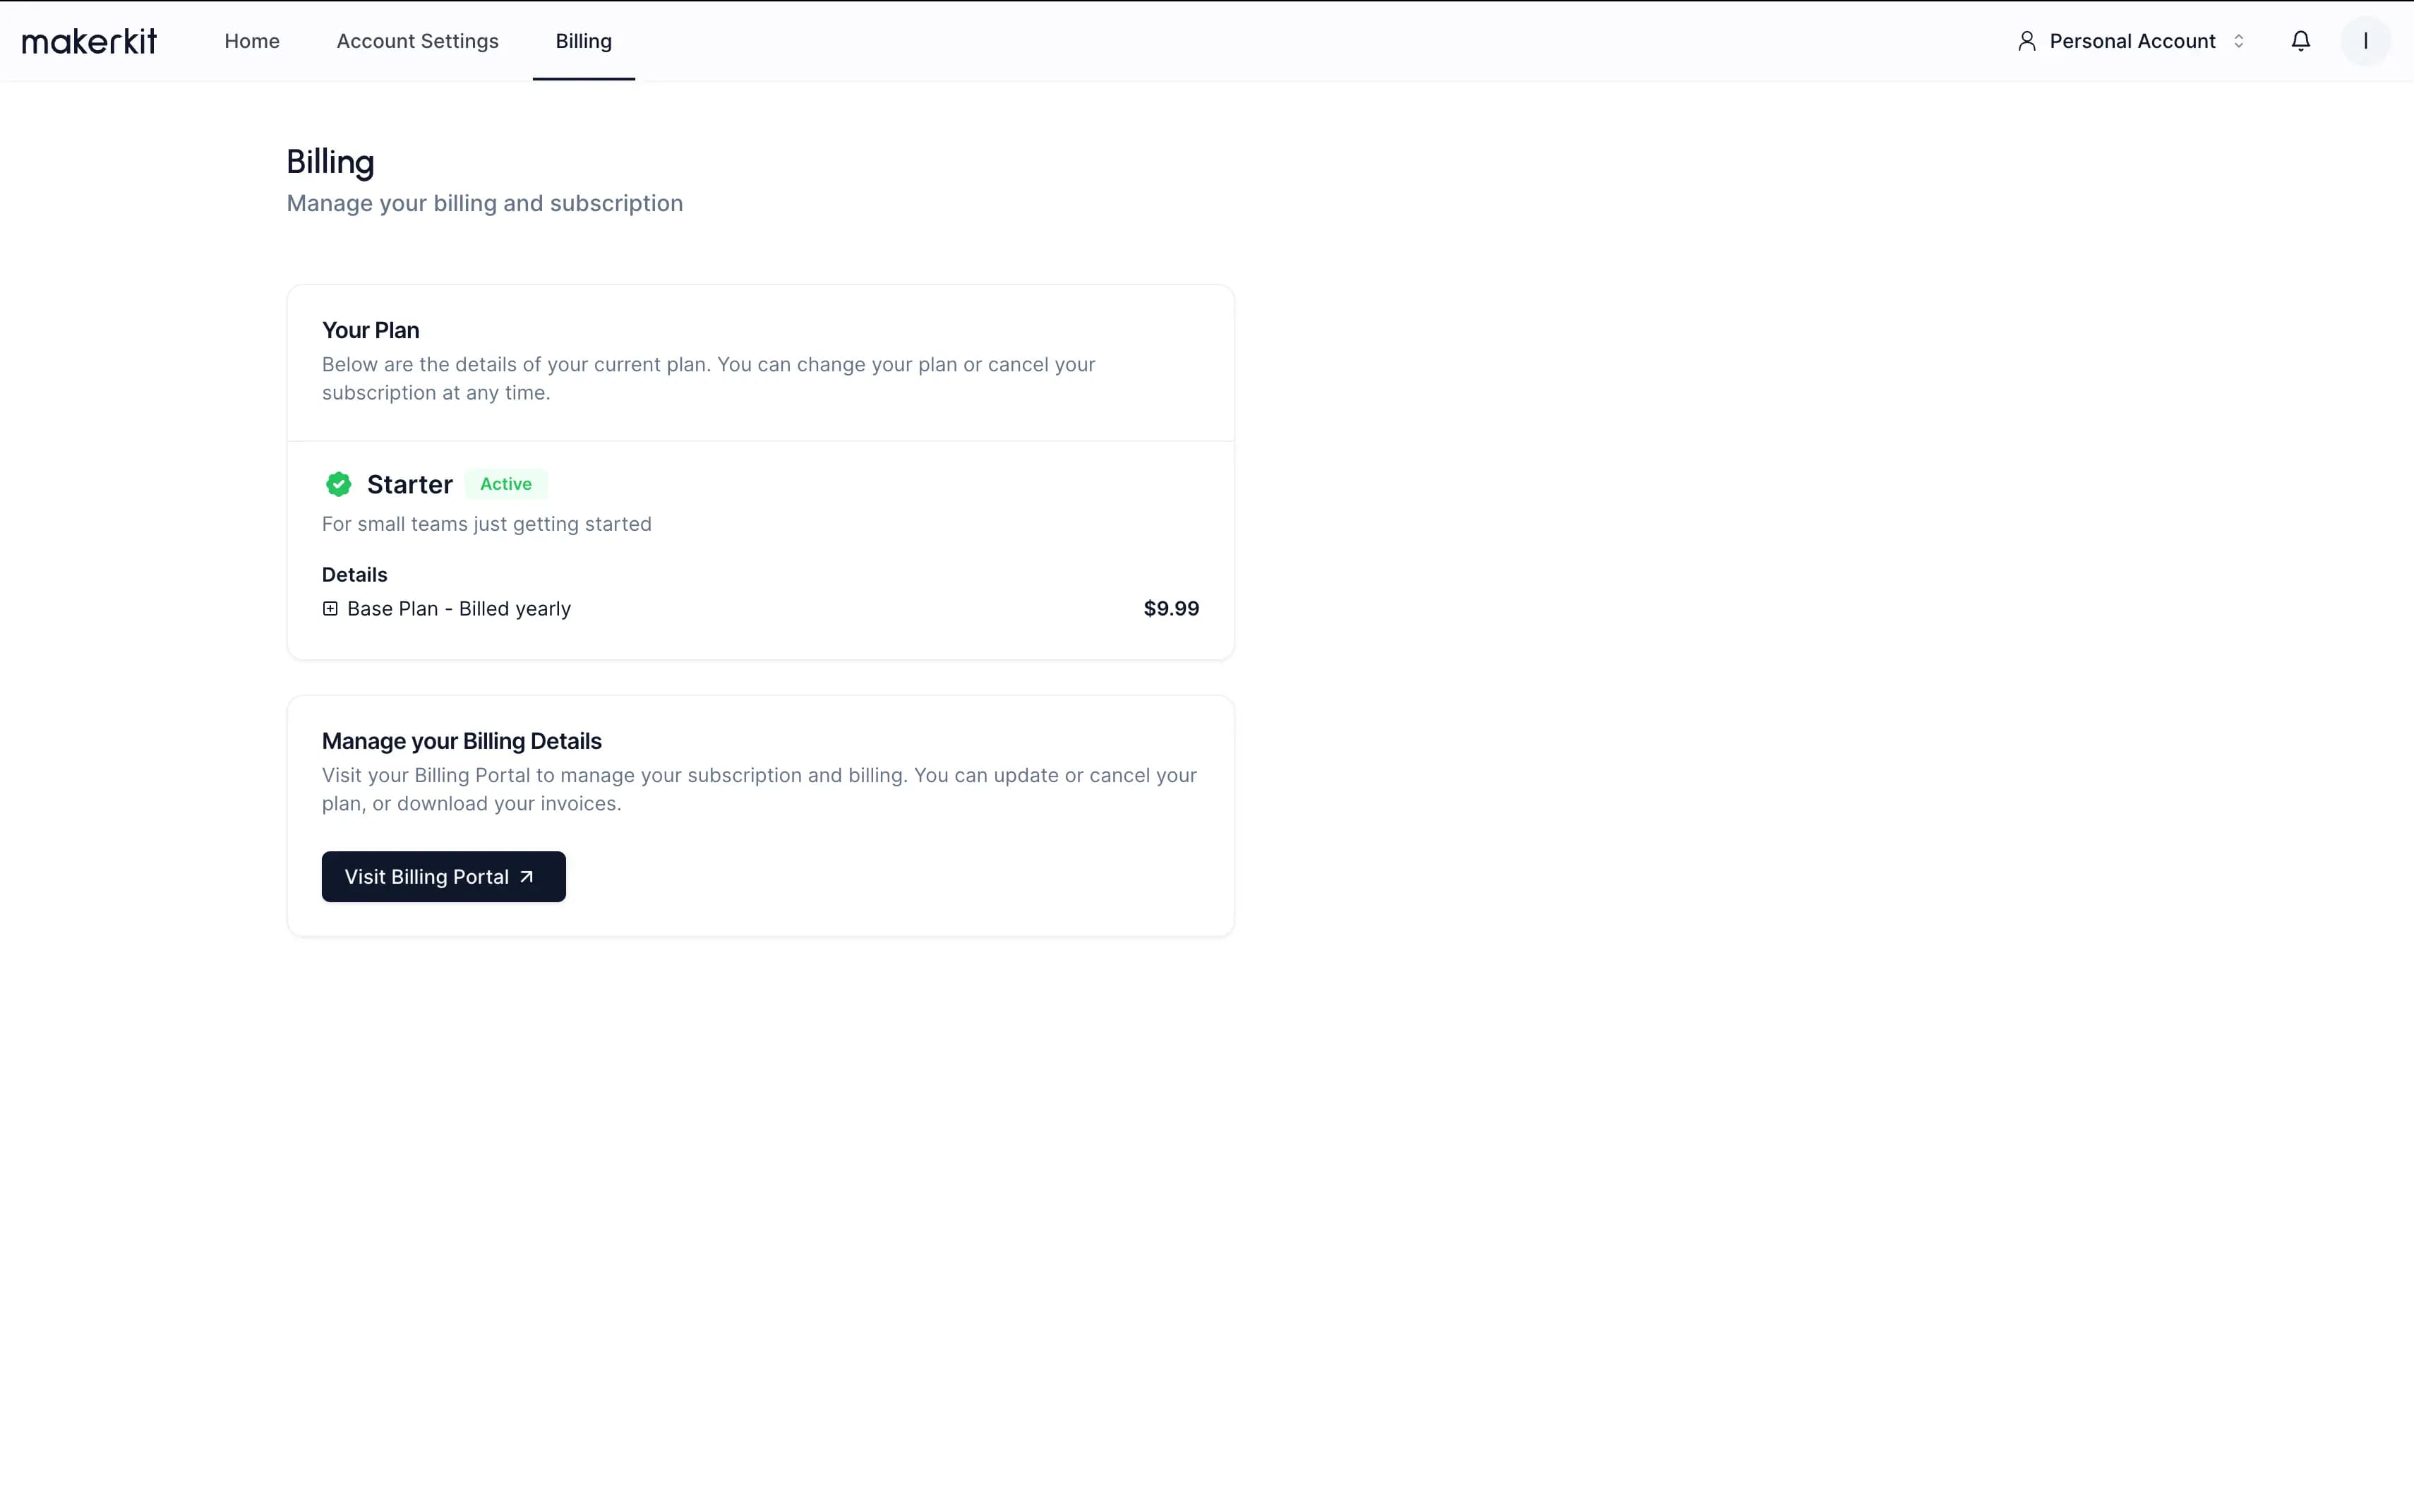 makerkit
Home
Account Settings
Billing
Personal Account
I
Billing
Manage your billing and subscription
Your Plan
Below are the details of your current plan. You can change your plan or cancel your
subscription at any time.
Starter
Active
For small teams just getting started
Details
Base Plan - Billed yearly
$9.99
Manage your Billing Details
Visit your Billing Portal to manage your subscription and billing. You can update or cancel your
plan, or download your invoices.
Visit Billing Portal